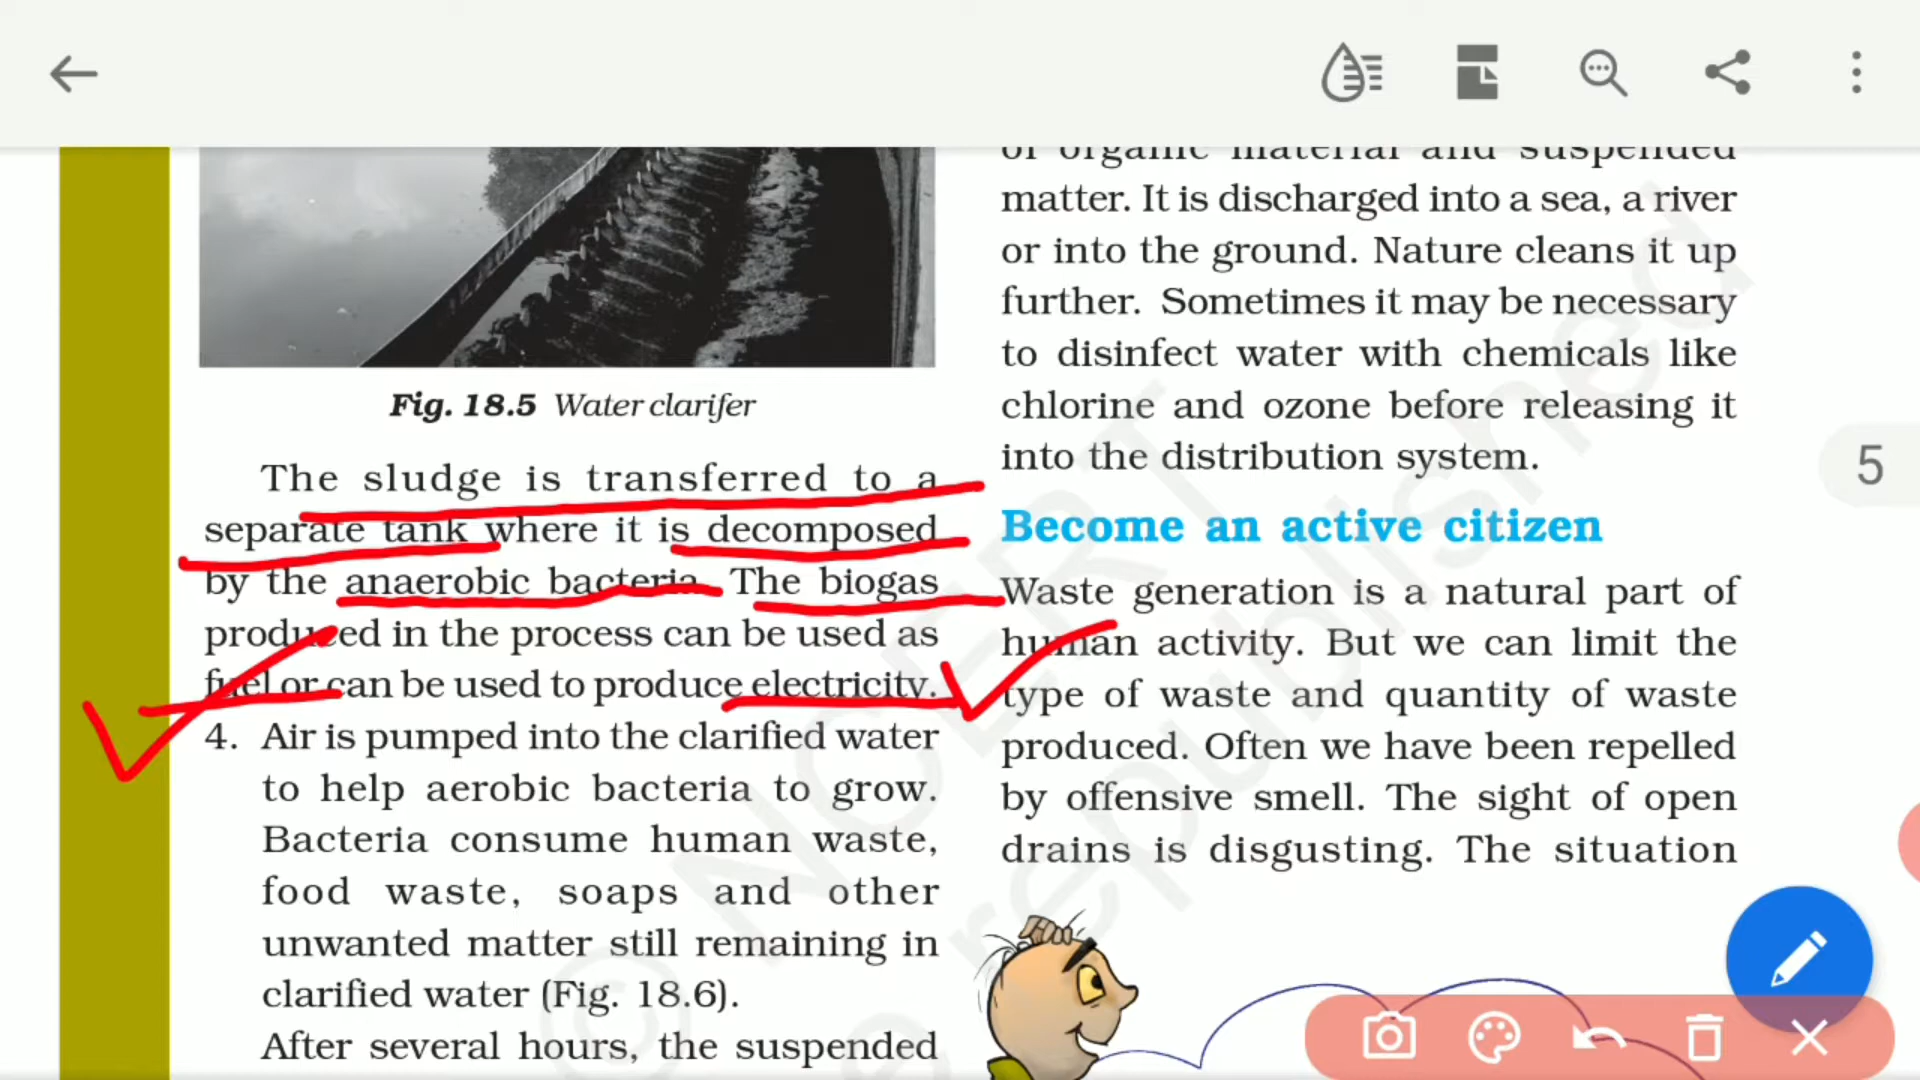 Fig. 18.5 Water clarifer
The sludge is transferred to a
separate tank where it is decomposed
by the anaerobic bacteria. The biogas
produced in the process can be used as
fuel or can be used to produce electricity.
4. Air is pumped into the clarified water
to help aerobic bacteria to grow.
Bacteria consume human waste,
food waste, soaps and other
unwanted matter still remaining in
clarified water (Fig. 18.6).
After several hours, the suspended
of organic material and suspended
matter. It is discharged into a sea, a river
or into the ground. Nature cleans it up
further. Sometimes it may be necessary
to disinfect water with chemicals like
chlorine and ozone before releasing it
into the distribution system.
Become an active citizen
Waste generation is a natural part of
human activity. But we can limit the
type of waste and quantity of waste
produced. Often we have been repelled
by offensive smell. The sight of open
drains is disgusting. The situation
5
© NCERT
republished